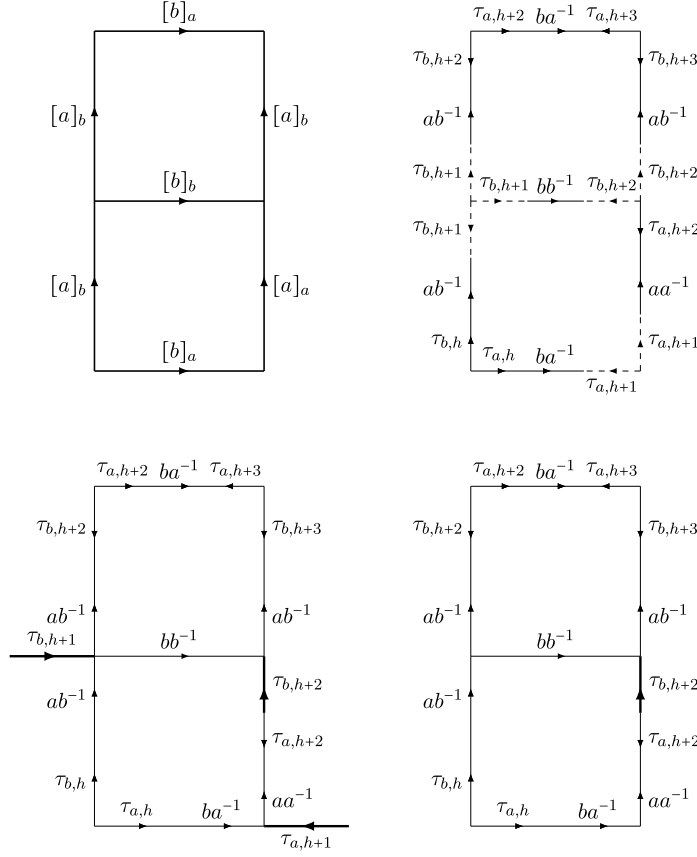 [b]ₐ
[a]_b [a]_b
[b]_b
[a]_b [a]ₐ
[b]ₐ
τ_{a,h+2} ba⁻¹ τ_{a,h+3}
τ_{b,h+2} τ_{b,h+3}
ab⁻¹ ab⁻¹
τ_{b,h+1} τ_{b,h+2}
τ_{b,h+1} bb⁻¹ τ_{b,h+2}
τ_{b,h+1} τ_{a,h+2}
ab⁻¹ aa⁻¹
τ_{b,h} τ_{a,h+1}
τ_{a,h} ba⁻¹
τ_{a,h+1}
τ_{a,h+2} ba⁻¹ τ_{a,h+3}
τ_{b,h+2} τ_{b,h+3}
ab⁻¹ ab⁻¹
τ_{b,h+1} bb⁻¹
ab⁻¹ τ_{b,h+2}
τ_{a,h+2}
τ_{b,h} aa⁻¹
τ_{a,h} ba⁻¹
τ_{a,h+1}
τ_{a,h+2} ba⁻¹ τ_{a,h+3}
τ_{b,h+2} τ_{b,h+3}
ab⁻¹ ab⁻¹
bb⁻¹
ab⁻¹ τ_{b,h+2}
τ_{a,h+2}
τ_{b,h} aa⁻¹
τ_{a,h} ba⁻¹